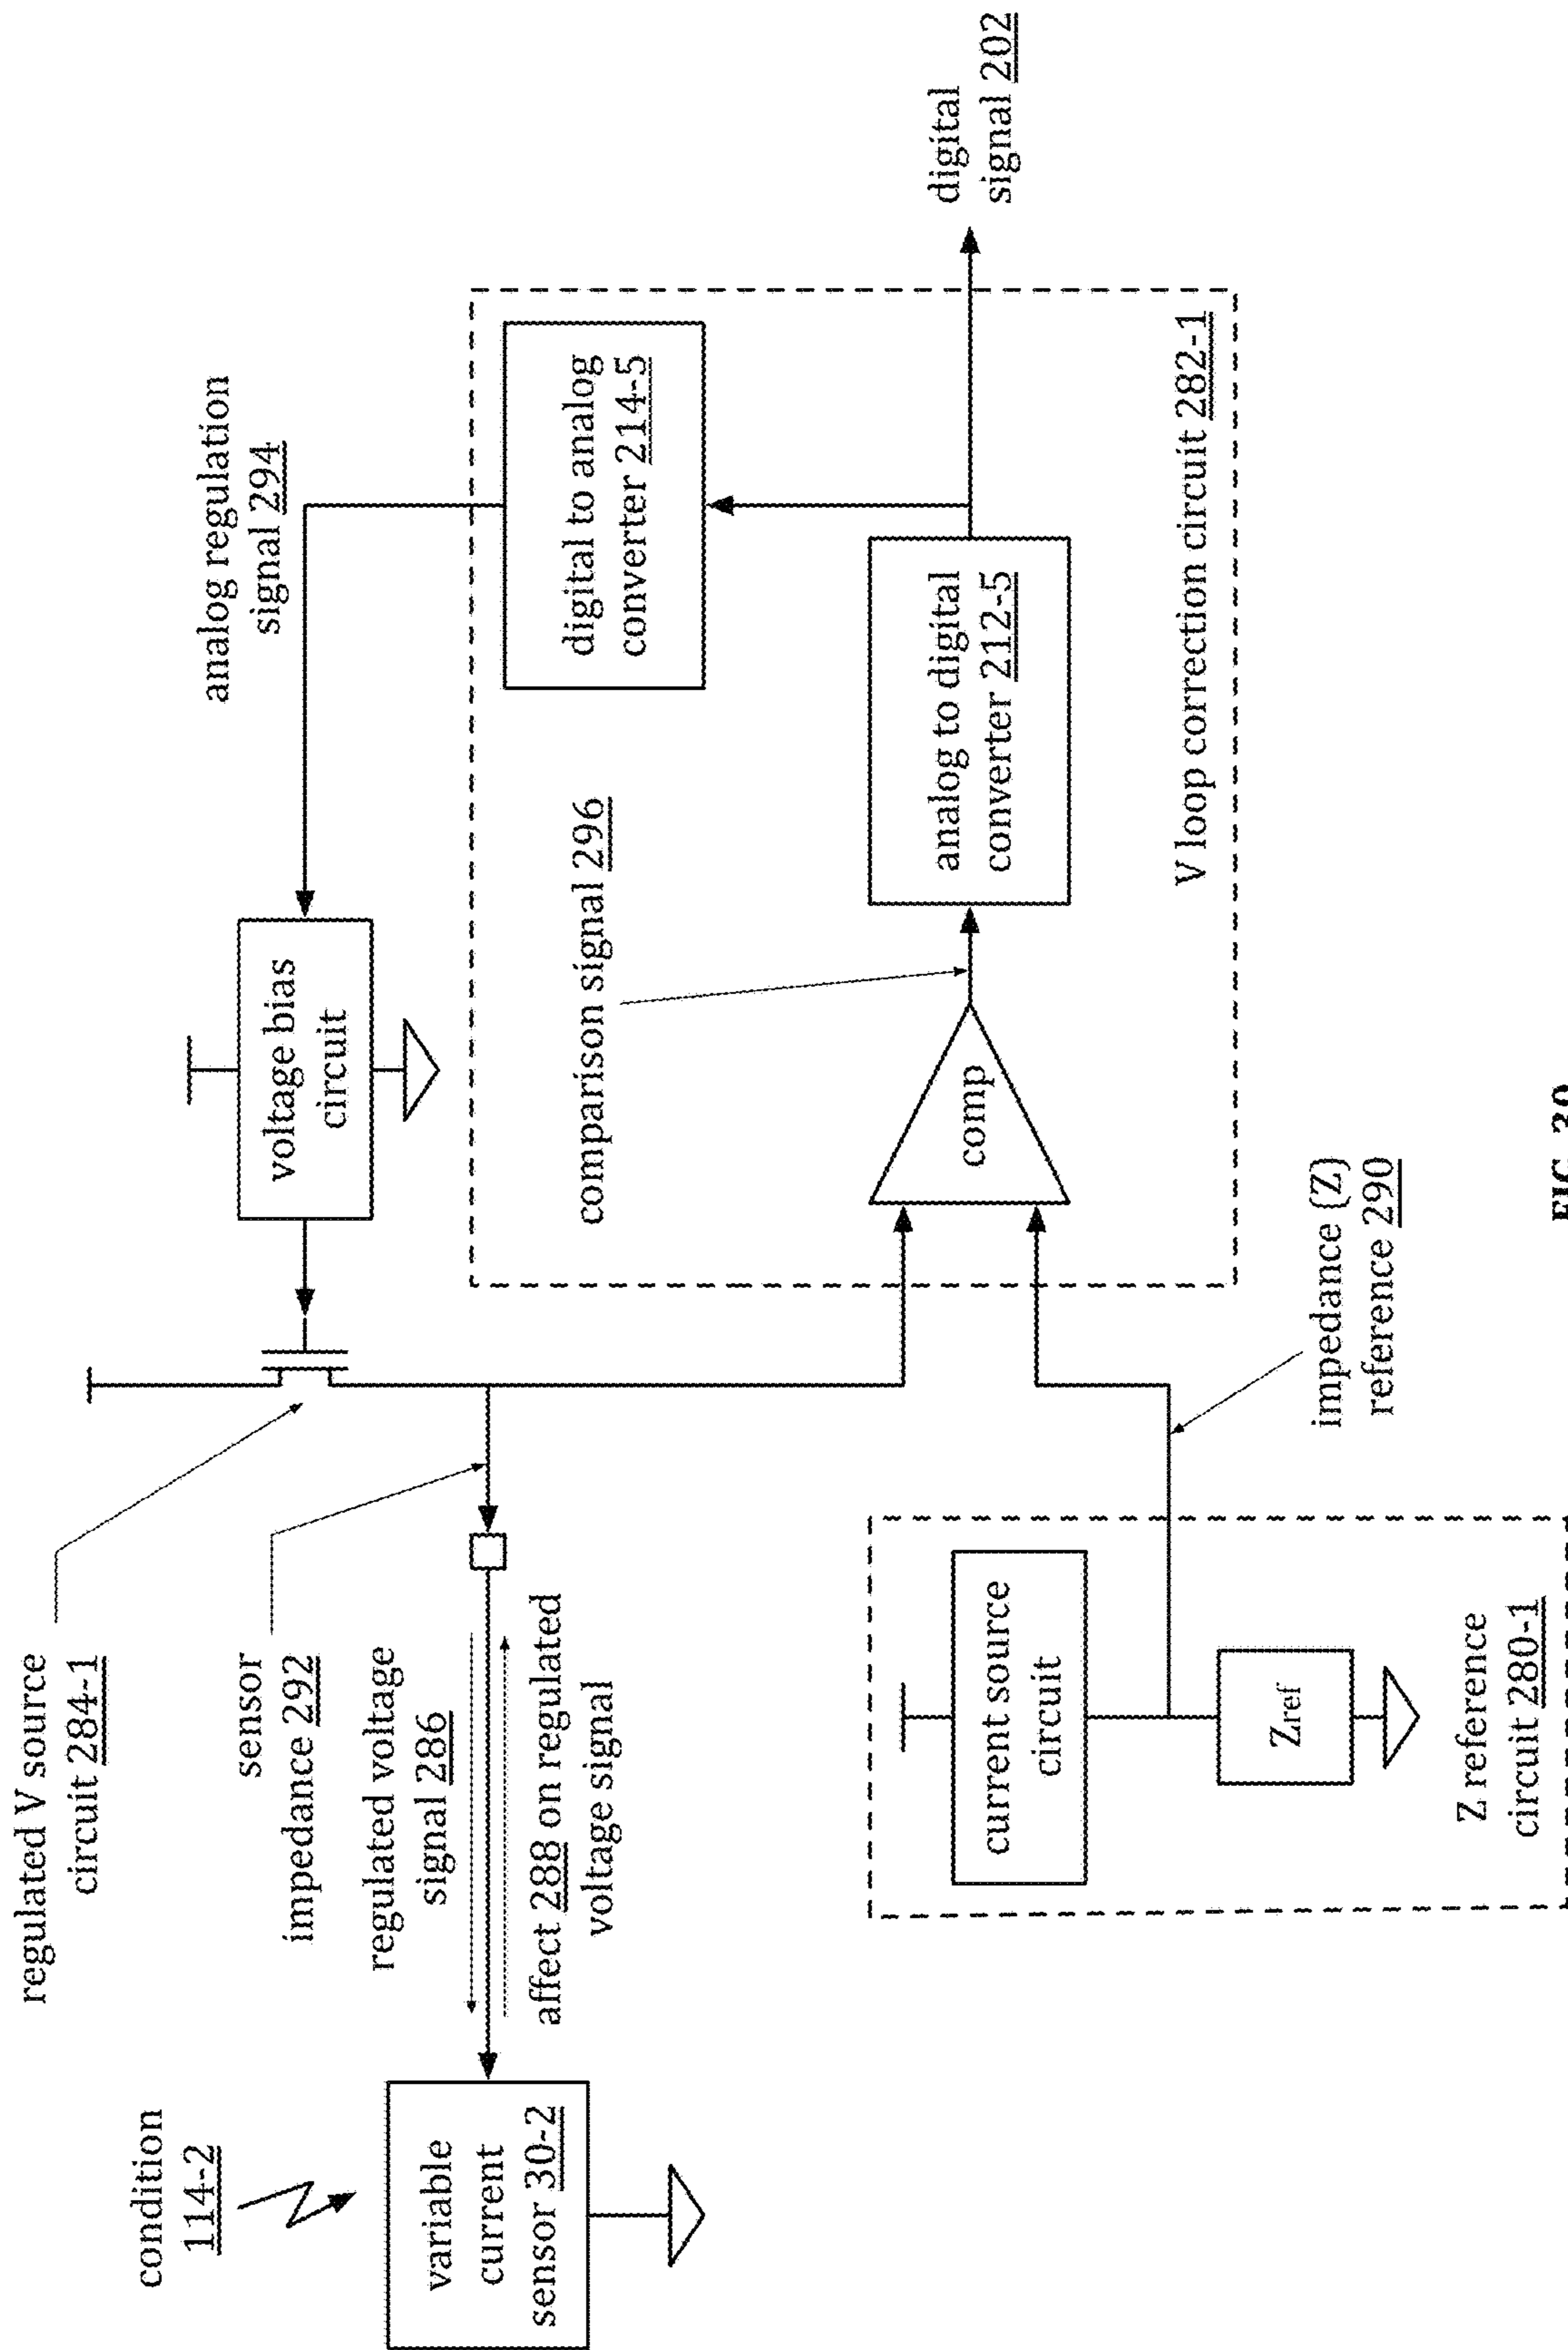 condition
114-2
variable
current
sensor 30-2
regulated V source
circuit 284-1
sensor
impedance 292
regulated voltage
signal 286
affect 288 on regulated
voltage signal
voltage bias
circuit
analog regulation
signal 294
comparison signal 296
digital to analog
converter 214-5
comp
analog to digital
converter 212-5
digital
signal 202
V loop correction circuit 282-1
current source
circuit
Zref
Z reference
circuit 280-1
impedance (Z)
reference 290